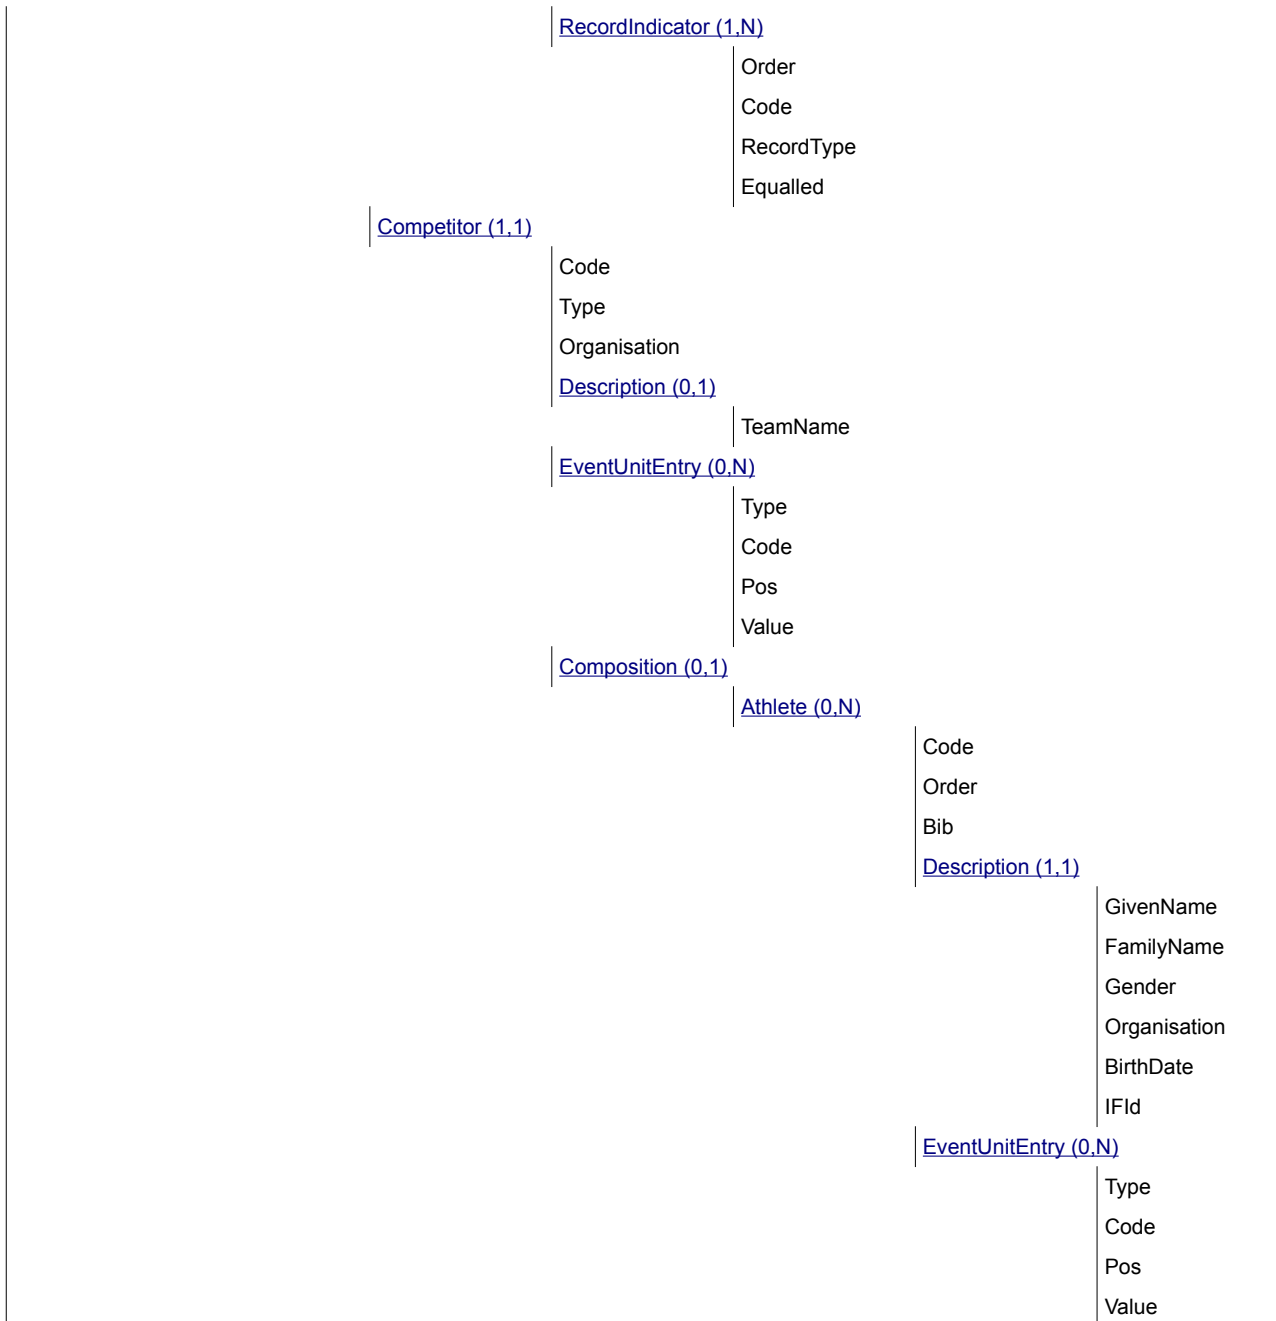 RecordIndicator (1,N)
Order
Code
RecordType
Equalled
Competitor (1,1)
Code
Type
Organisation
Description (0,1)
TeamName
EventUnitEntry (0,N)
Type
Code
Pos
Value
Composition (0,1)
Athlete (0,N)
Code
Order
Bib
Description (1,1)
GivenName
FamilyName
Gender
Organisation
BirthDate
IFId
EventUnitEntry (0,N)
Type
Code
Pos
Value